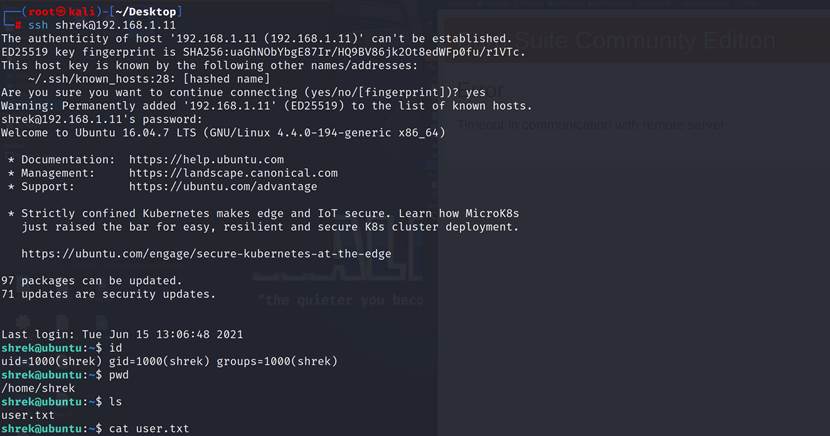 ┌──(root㉿kali)-[~/Desktop]
└─# ssh shrek@192.168.1.11
The authenticity of host '192.168.1.11 (192.168.1.11)' can't be established.
ED25519 key fingerprint is SHA256:uaGhNObYbgE87Ir/HQ9BV86jk2Ot8edWFp0fu/r1VTc.
This host key is known by the following other names/addresses:
    ~/.ssh/known_hosts:28: [hashed name]
Are you sure you want to continue connecting (yes/no/[fingerprint])? yes
Warning: Permanently added '192.168.1.11' (ED25519) to the list of known hosts.
shrek@192.168.1.11's password:
Welcome to Ubuntu 16.04.7 LTS (GNU/Linux 4.4.0-194-generic x86_64)

 * Documentation:  https://help.ubuntu.com
 * Management:     https://landscape.canonical.com
 * Support:        https://ubuntu.com/advantage

 * Strictly confined Kubernetes makes edge and IoT secure. Learn how MicroK8s
   just raised the bar for easy, resilient and secure K8s cluster deployment.

   https://ubuntu.com/engage/secure-kubernetes-at-the-edge

97 packages can be updated.
71 updates are security updates.

Last login: Tue Jun 15 13:06:48 2021
shrek@ubuntu:~$ id
uid=1000(shrek) gid=1000(shrek) groups=1000(shrek)
shrek@ubuntu:~$ pwd
/home/shrek
shrek@ubuntu:~$ ls
user.txt
shrek@ubuntu:~$ cat user.txt
Suite Community Edition
Timeout in communication with remote server
"the quieter you beco